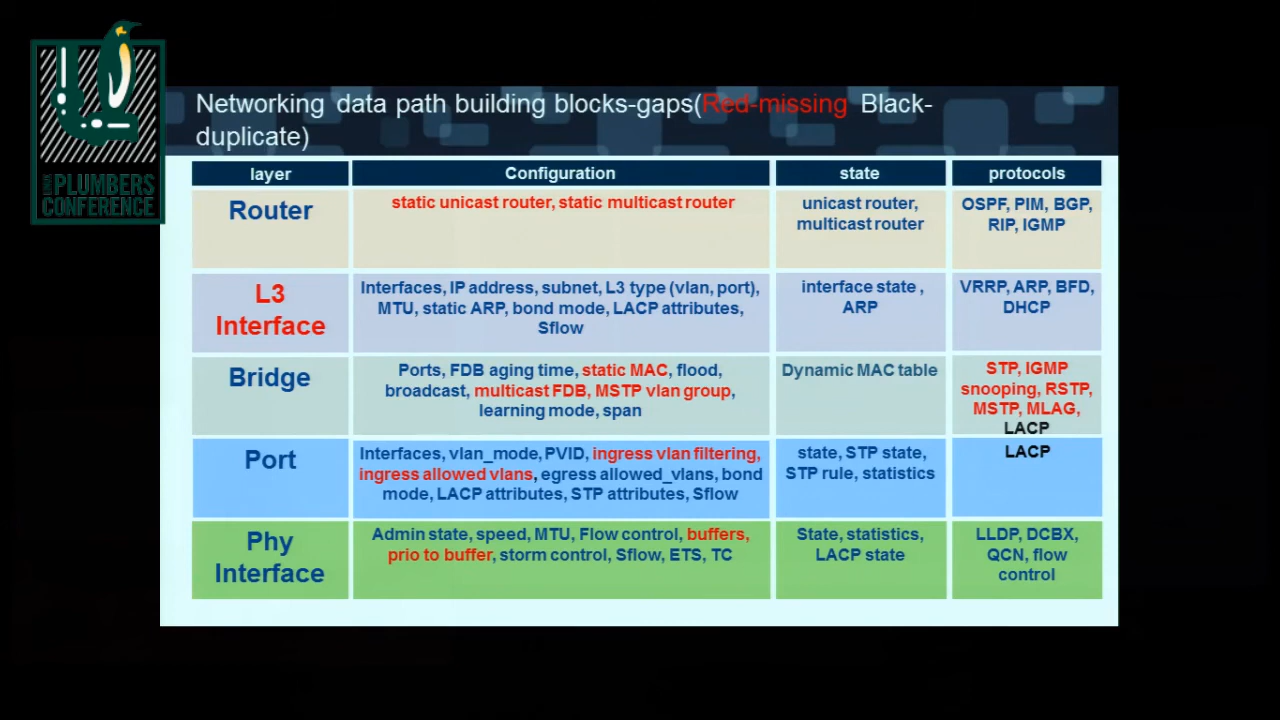 LINUX
PLUMBERS
CONFERENCE
Networking data path building blocks-gaps(Red-missing Black-
duplicate)
layer
Configuration
state
protocols
Router
static unicast router, static multicast router
unicast router,
multicast router
OSPF, PIM, BGP,
RIP, IGMP
L3
Interface
Interfaces, IP address, subnet, L3 type (vlan, port),
MTU, static ARP, bond mode, LACP attributes,
Sflow
interface state ,
ARP
VRRP, ARP, BFD,
DHCP
Bridge
Ports, FDB aging time, static MAC, flood,
broadcast, multicast FDB, MSTP vlan group,
learning mode, span
Dynamic MAC table
STP, IGMP
snooping, RSTP,
MSTP, MLAG,
LACP
Port
Interfaces, vlan_mode, PVID, ingress vlan filtering,
ingress allowed vlans, egress allowed_vlans, bond
mode, LACP attributes, STP attributes, Sflow
state, STP state,
STP rule, statistics
LACP
Phy
Interface
Admin state, speed, MTU, Flow control, buffers,
prio to buffer, storm control, Sflow, ETS, TC
State, statistics,
LACP state
LLDP, DCBX,
QCN, flow
control